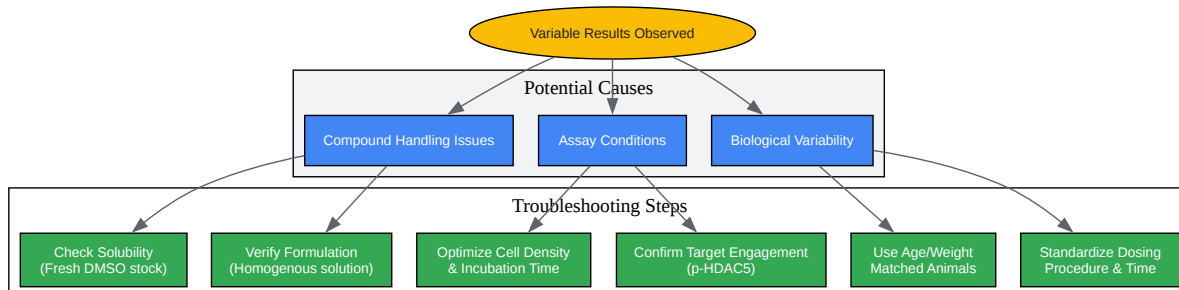 Variable Results Observed
Potential Causes
Compound Handling Issues
Assay Conditions
Biological Variability
Troubleshooting Steps
Check Solubility
(Fresh DMSO stock)
Verify Formulation
(Homogenous solution)
Optimize Cell Density
& Incubation Time
Confirm Target Engagement
(p-HDAC5)
Use Age/Weight
Matched Animals
Standardize Dosing
Procedure & Time